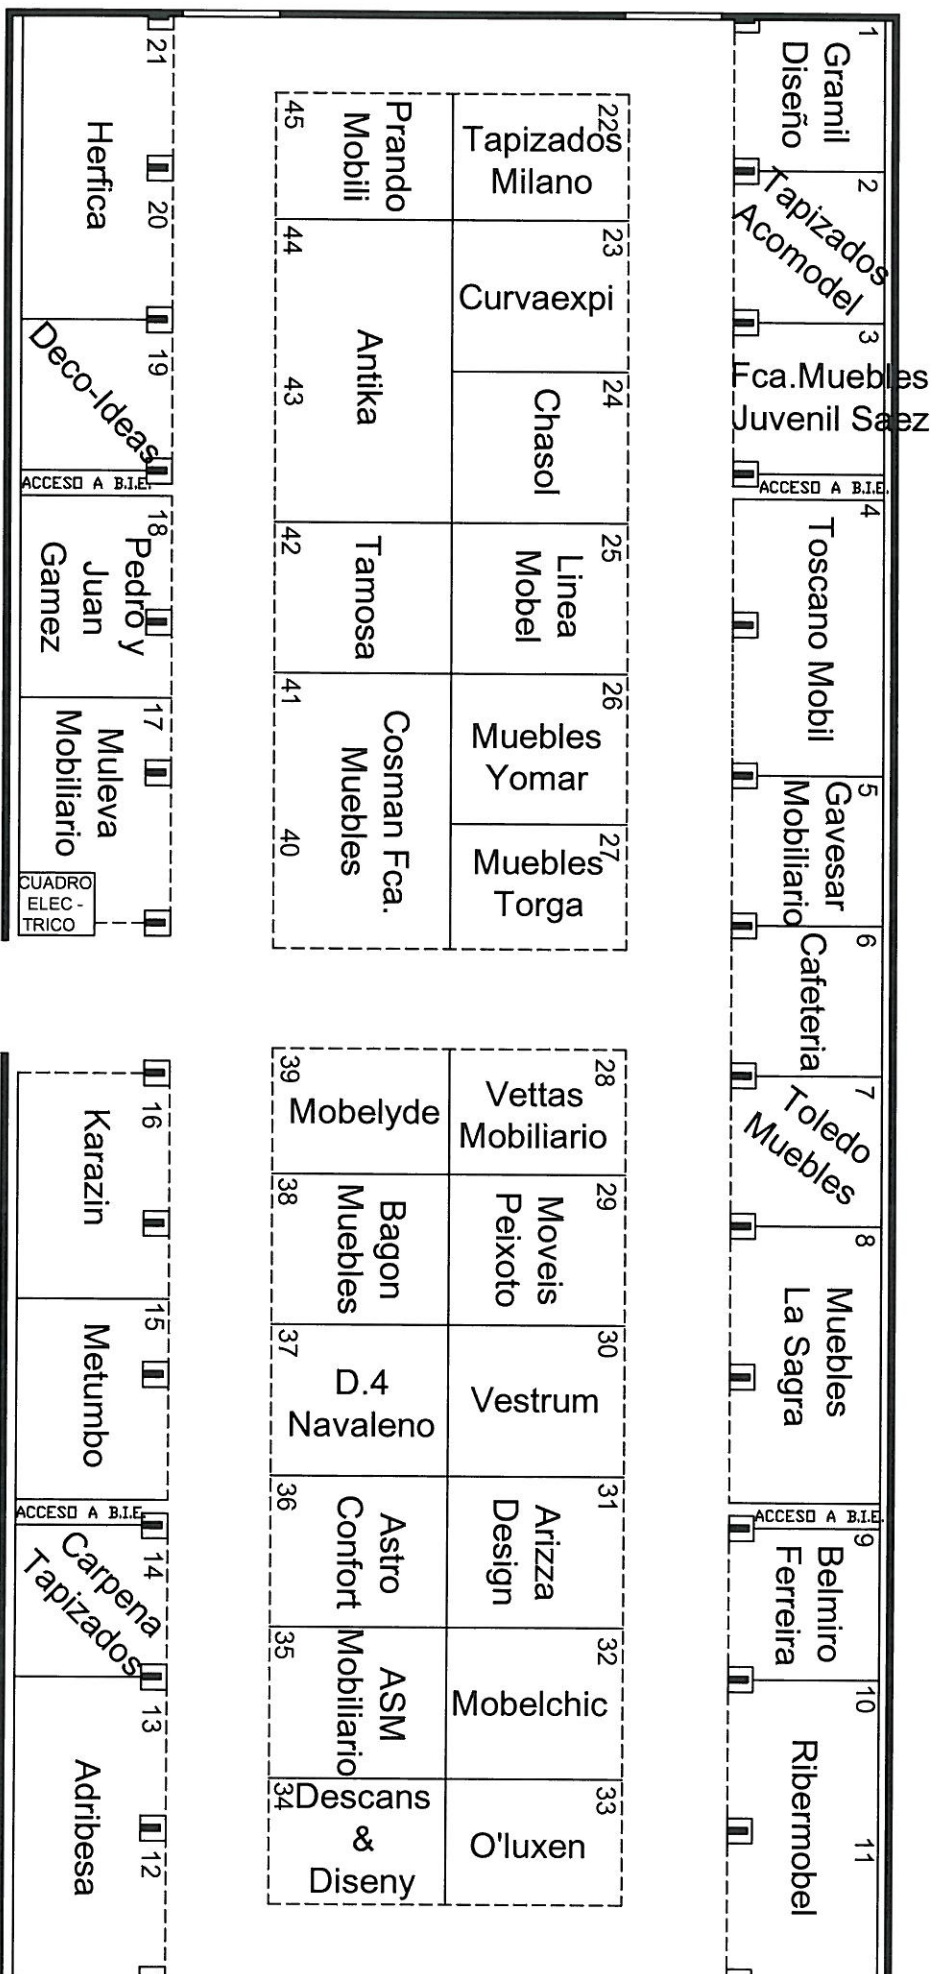 1
Gramil
Diseño
2
Tapizados
Acomodel
3
Fca.Muebles
Juvenil Saez
ACCESO A B.I.E.
4
Toscano Mobil
5
Gavesar
Mobiliario
6
Cafeteria
7
Toledo
Muebles
8
Muebles
La Sagra
ACCESO A B.I.E.
9
Belmiro
Ferreira
10
Ribermobel
11
22
Tapizados
Milano
23
Curvaexpi
24
Chasol
25
Linea
Mobel
26
Muebles
Yomar
27
Muebles
Torga
28
Vettas
Mobiliario
29
Moveis
Peixoto
30
Vestrum
31
Arizza
Design
32
Mobelchic
33
O'luxen
45
Prando
Mobili
44
Antika
43
42
Tamosa
41
Cosman Fca.
Muebles
40
39
Mobelyde
38
Bagon
Muebles
37
D.4
Navaleno
36
Astro
Confort
35
ASM
Mobiliario
34
Descans
&
Diseny
21
Herfica
20
19
Deco-Ideas
ACCESO A B.I.E.
18
Pedro y
Juan
Gamez
17
Muleva
Mobiliario
CUADRO
ELEC -
TRICO
16
Karazin
15
Metumbo
ACCESO A B.I.E.
14
Carpena
Tapizados
13
Adribesa
12